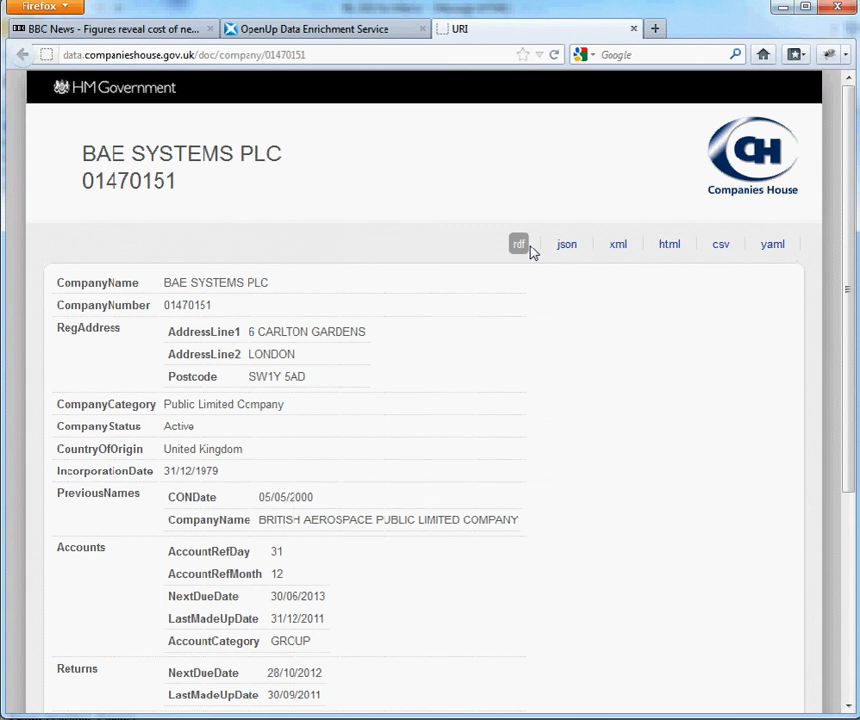 Firefox
BBC News - Figures reveal cost of ne...
OpenUp Data Enrichment Service
URI
data.companieshouse.gov.uk/doc/company/01470151
Google
HM Government
BAE SYSTEMS PLC
01470151
CH
Companies House
rdf json xml html csv yaml
CompanyName BAE SYSTEMS PLC
CompanyNumber 01470151
RegAddress
AddressLine1 6 CARLTON GARDENS
AddressLine2 LONDON
Postcode SW1Y 5AD
CompanyCategory Public Limited Company
CompanyStatus Active
CountryOfOrigin United Kingdom
IncorporationDate 31/12/1979
PreviousNames
CONDate 05/05/2000
CompanyName BRITISH AEROSPACE PUBLIC LIMITED COMPANY
Accounts
AccountRefDay 31
AccountRefMonth 12
NextDueDate 30/06/2013
LastMadeUpDate 31/12/2011
AccountCategory GROUP
Returns
NextDueDate 28/10/2012
LastMadeUpDate 30/09/2011